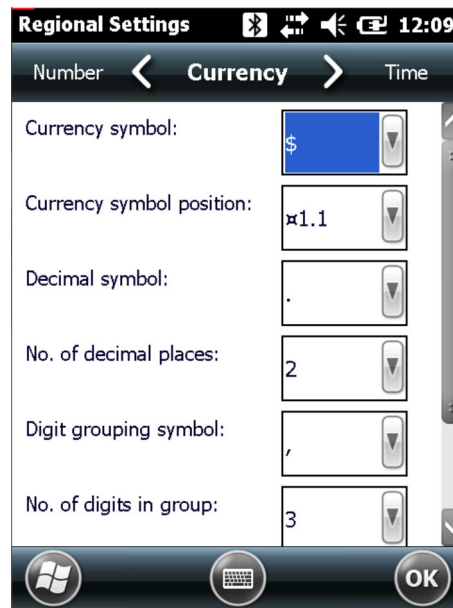 Regional Settings 12:09
Number Currency Time
Currency symbol: $
Currency symbol position: ¤1.1
Decimal symbol: .
No. of decimal places: 2
Digit grouping symbol: ,
No. of digits in group: 3
OK